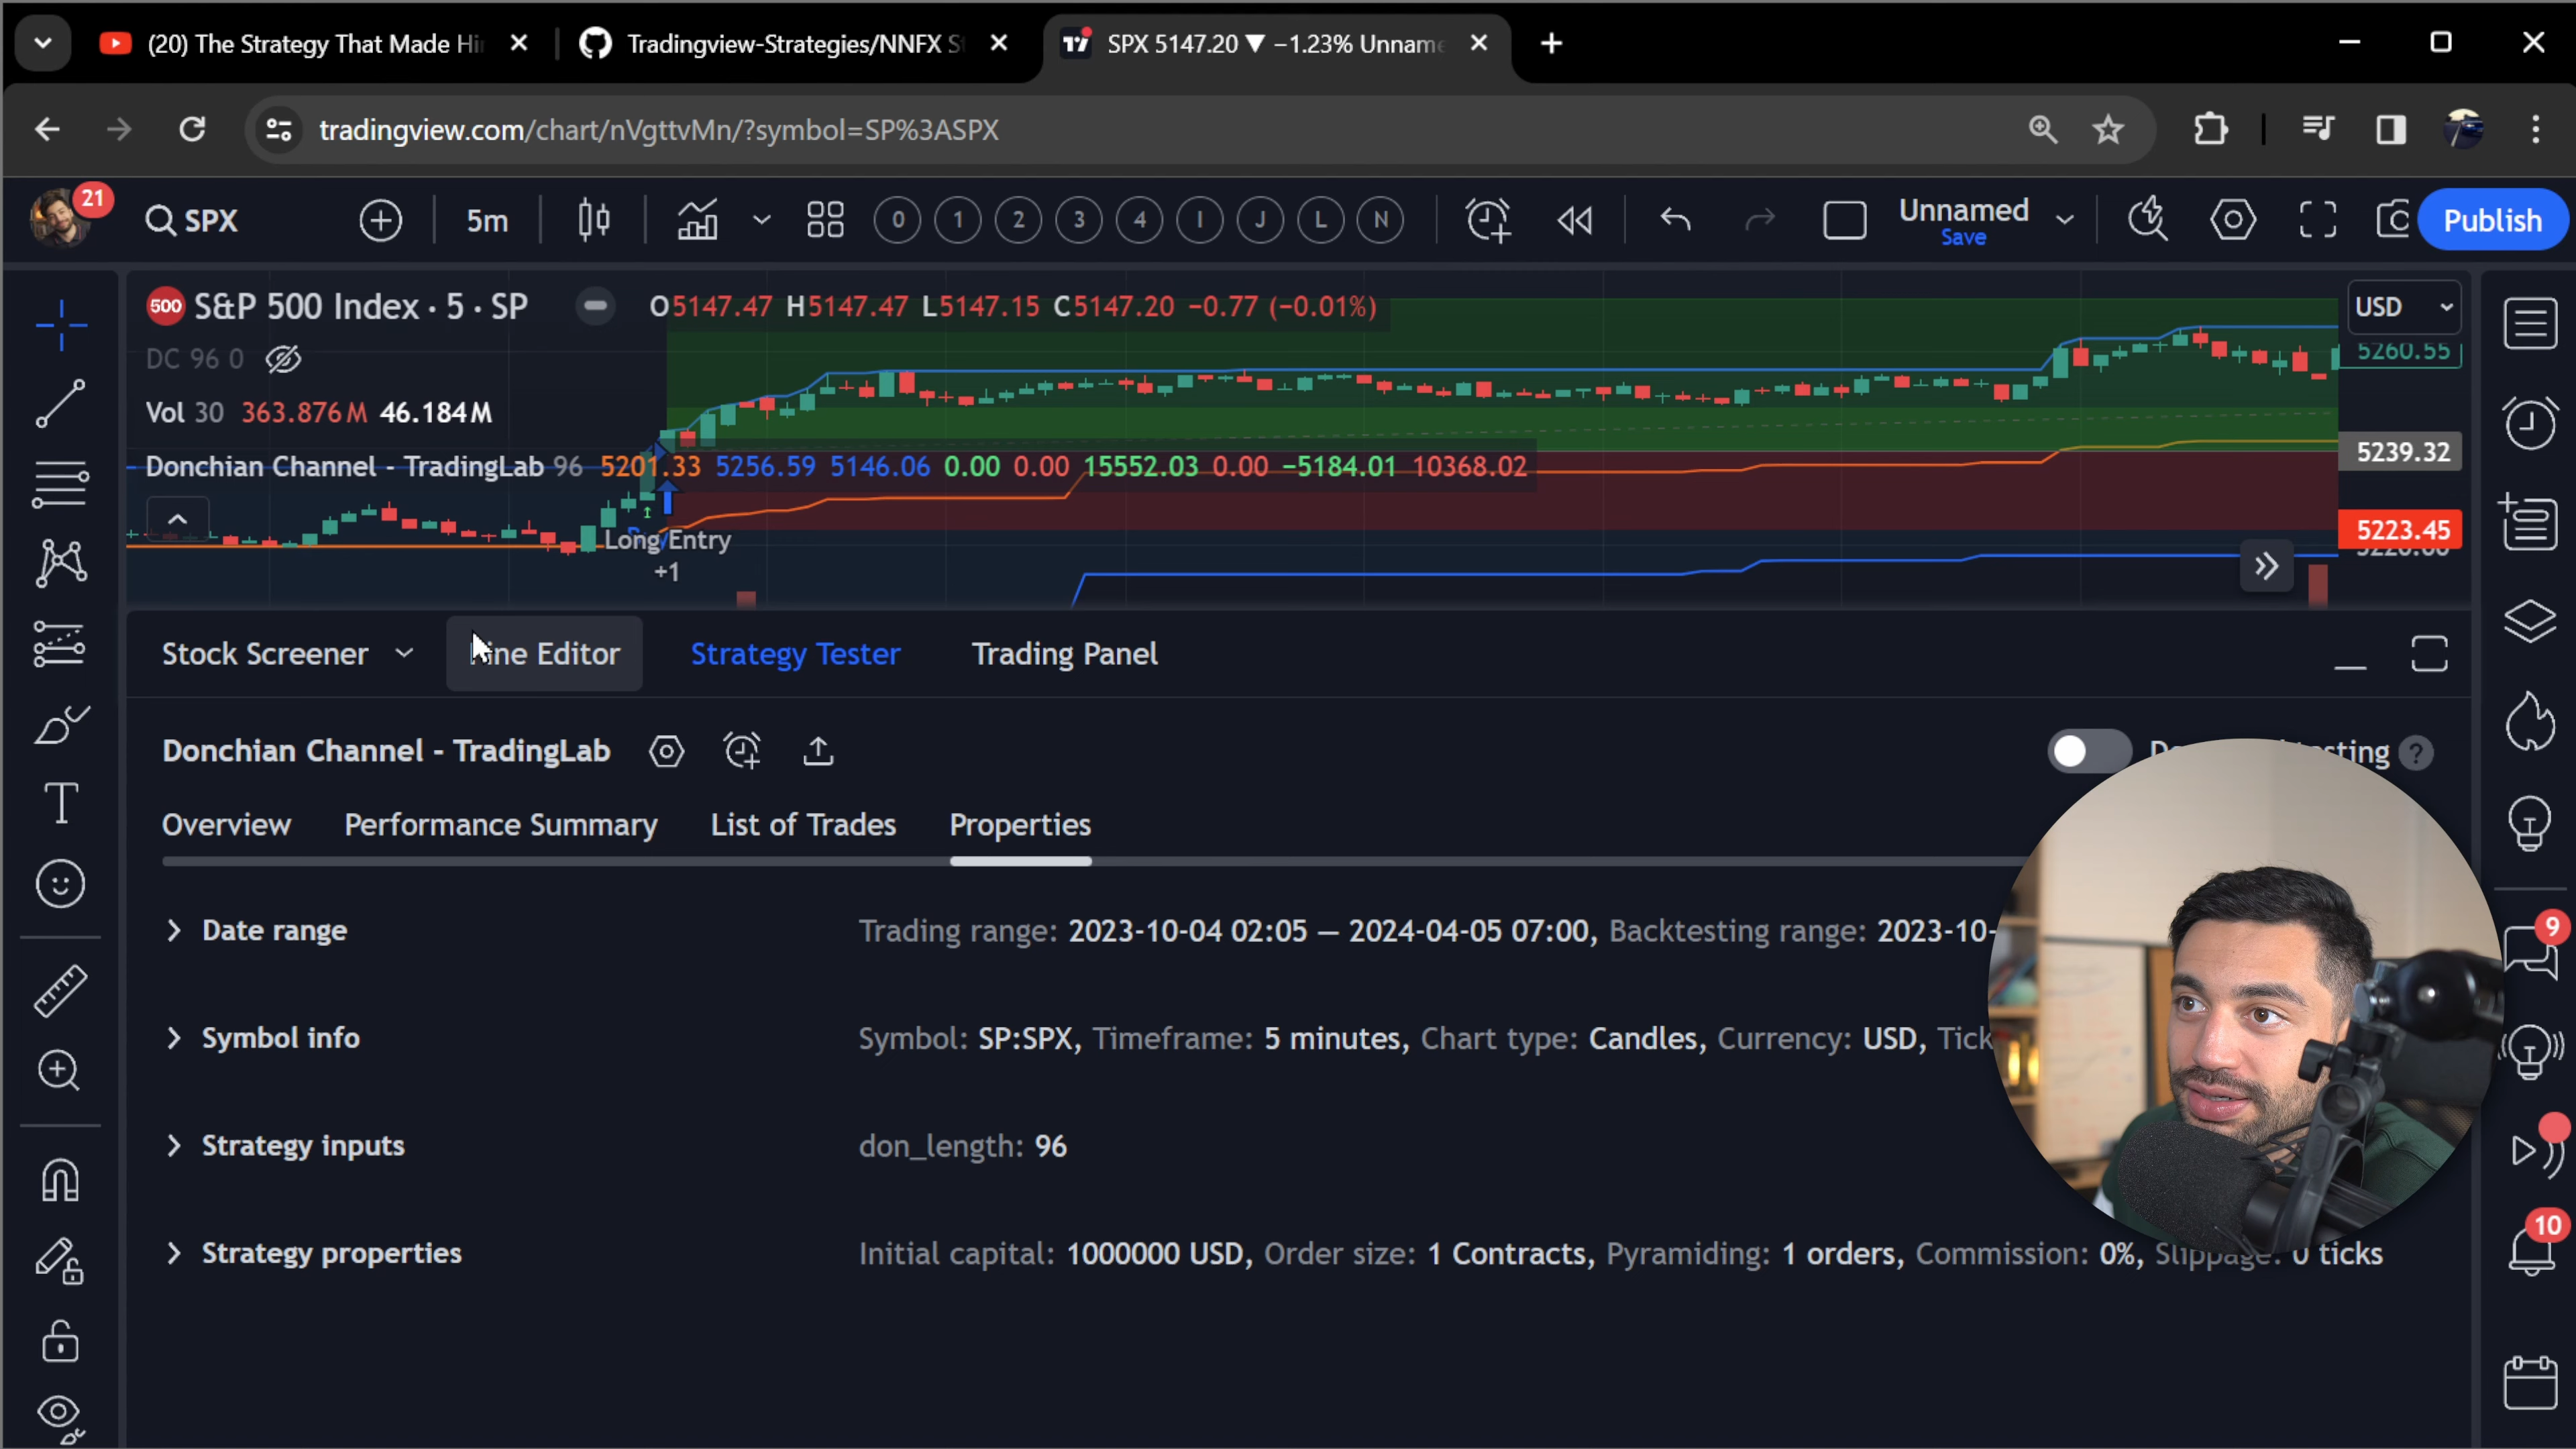 (20) The Strategy That Made Hi
Tradingview-Strategies/NNFX S
SPX 5147.20 ▼ −1.23% Unname
tradingview.com/chart/nVgttvMn/?symbol=SP%3ASPX
21
SPX
5m
0 1 2 3 4 I J L N
Unnamed
Save
Publish
500 S&P 500 Index · 5 · SP
O5147.47 H5147.47 L5147.15 C5147.20 −0.77 (−0.01%)
USD
DC 96 0
5260.55
Vol 30 363.876M 46.184M
5239.32
Donchian Channel - TradingLab 96 5201.33 5256.59 5146.06 0.00 0.00 15552.03 0.00 −5184.01 10368.02
5223.45
Long Entry
+1
Stock Screener
ine Editor
Strategy Tester
Trading Panel
Donchian Channel - TradingLab
?
Overview
Performance Summary
List of Trades
Properties
Date range
Trading range: 2023-10-04 02:05 — 2024-04-05 07:00, Backtesting range: 2023-10-
9
Symbol info
Symbol: SP:SPX, Timeframe: 5 minutes, Chart type: Candles, Currency: USD, Tick
Strategy inputs
don_length: 96
Strategy properties
Initial capital: 1000000 USD, Order size: 1 Contracts, Pyramiding: 1 orders, Commission: 0%, Slippage: 0 ticks
10